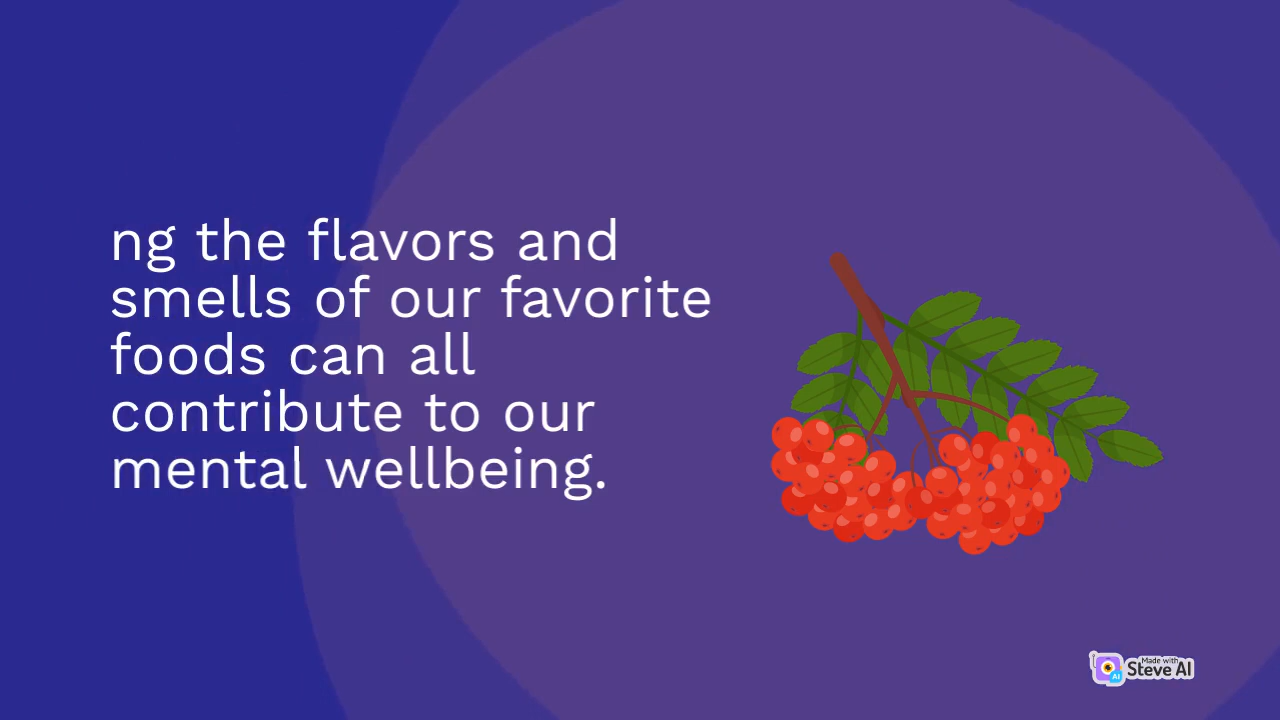 ng the flavors and
smells of our favorite
foods can all
contribute to our
mental wellbeing.
Made with
Steve AI
AI